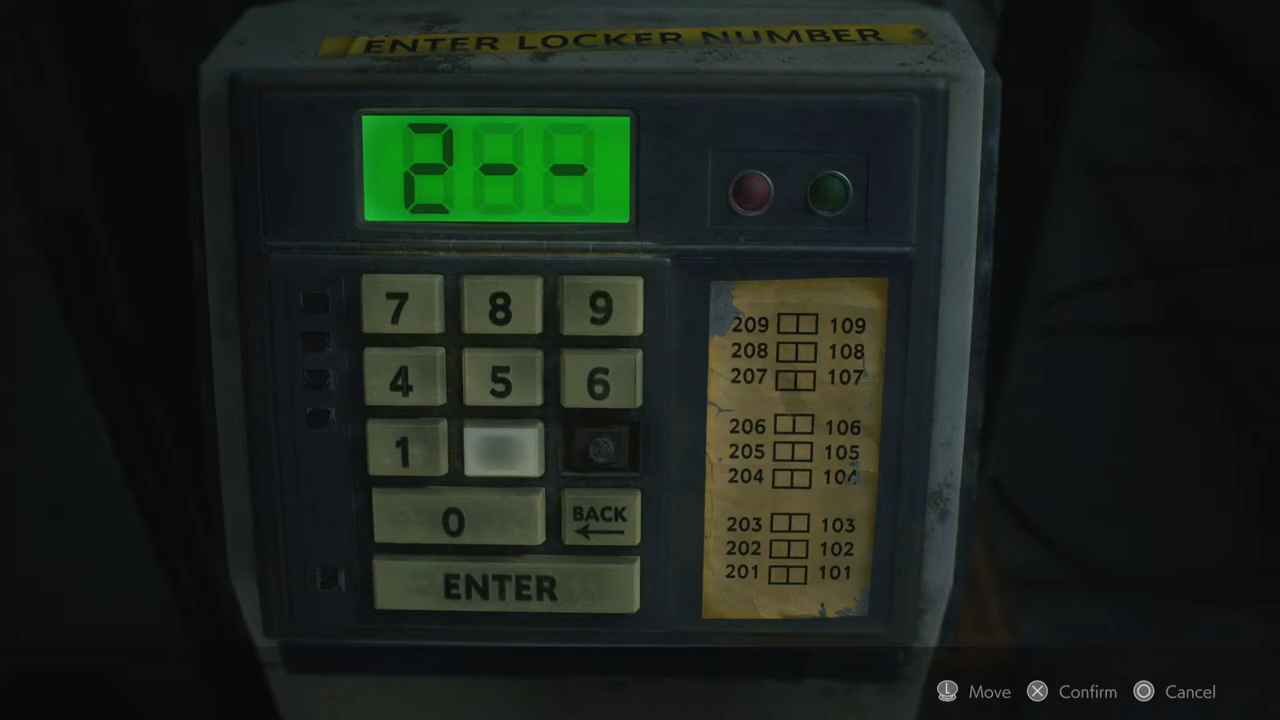 ENTER LOCKER NUMBER
2--
7 8 9
4 5 6
1
0 BACK
ENTER
209 109
208 108
207 107
206 106
205 105
204 104
203 103
202 102
201 101
L Move Confirm Cancel